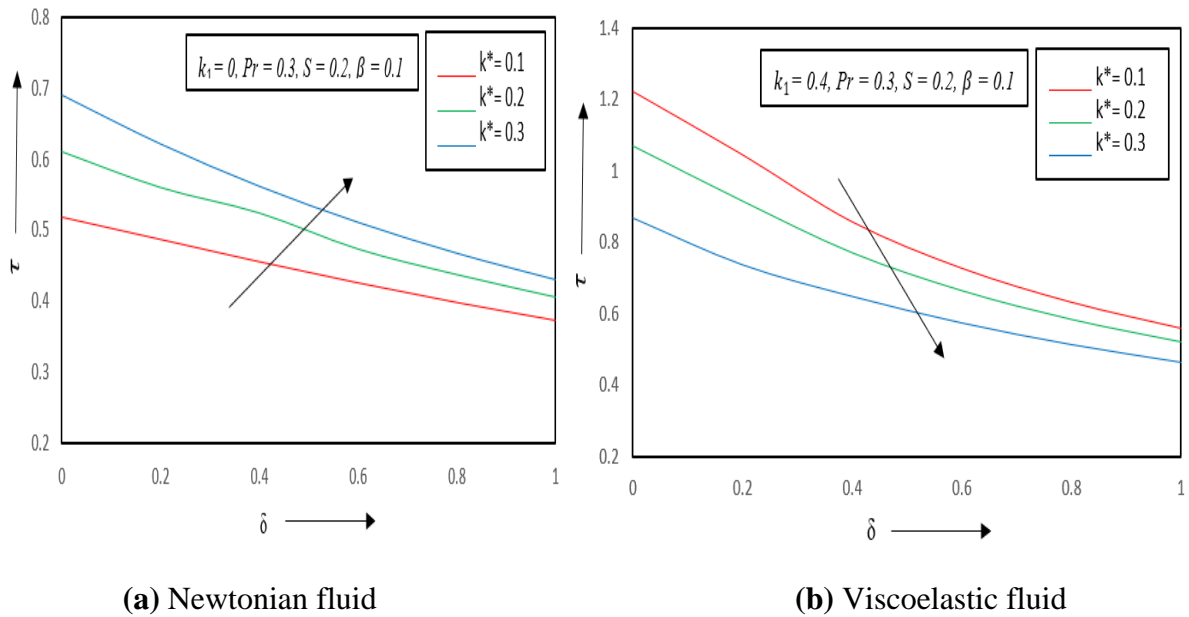 0.8
0.7
0.6
0.5
0.4
0.3
0.2
τ
0
0.2
0.4
0.6
0.8
1
δ
k₁ = 0, Pr = 0.3, S = 0.2, β = 0.1
k*= 0.1
k*= 0.2
k*= 0.3
(a) Newtonian fluid
1.4
1.2
1
0.8
0.6
0.4
0.2
τ
0
0.2
0.4
0.6
0.8
1
δ
k₁ = 0.4, Pr = 0.3, S = 0.2, β = 0.1
k*= 0.1
k*= 0.2
k*= 0.3
(b) Viscoelastic fluid